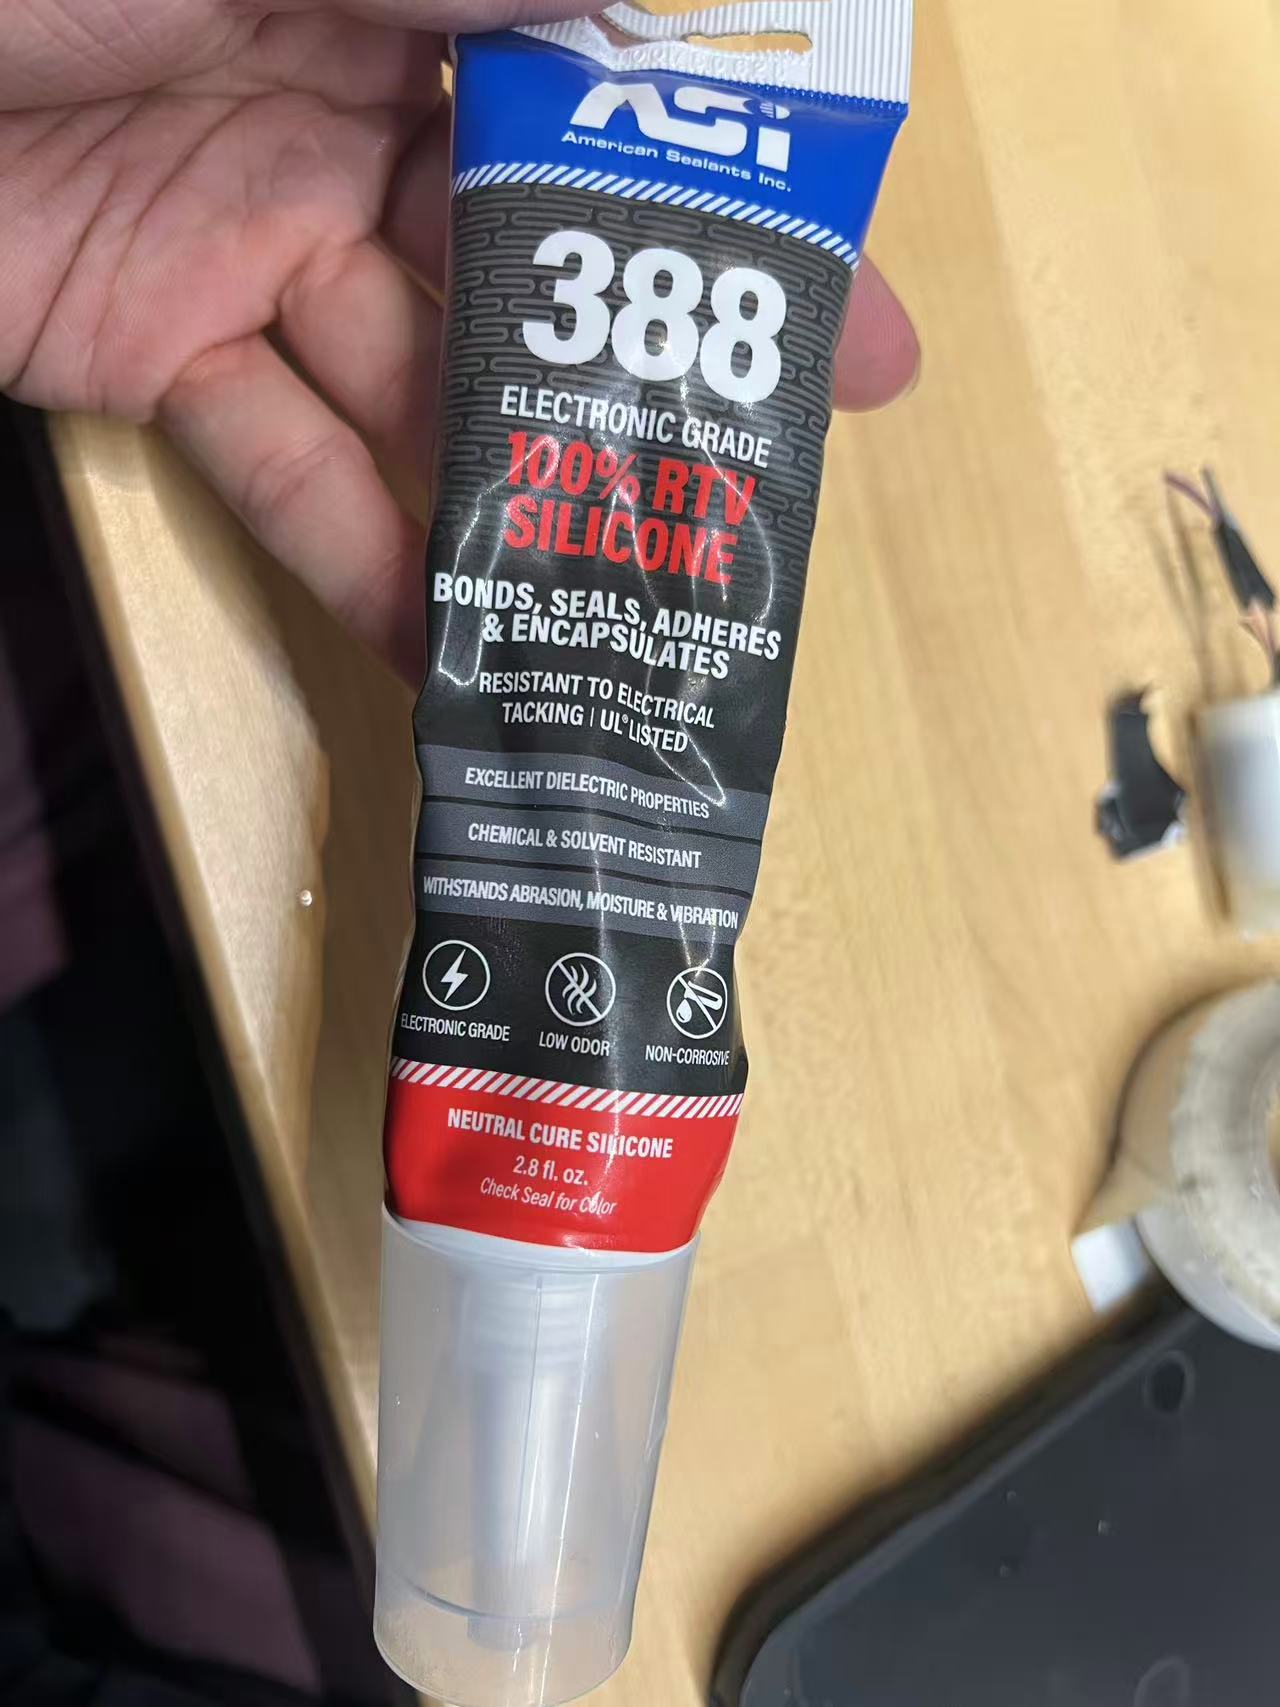 ASi
American Sealants Inc.
388
ELECTRONIC GRADE
100% RTV
SILICONE
BONDS, SEALS, ADHERES
& ENCAPSULATES
RESISTANT TO ELECTRICAL
TACKING | UL® LISTED
EXCELLENT DIELECTRIC PROPERTIES
CHEMICAL & SOLVENT RESISTANT
WITHSTANDS ABRASION, MOISTURE & VIBRATION
ELECTRONIC GRADE
LOW ODOR
NON-CORROSIVE
NEUTRAL CURE SILICONE
2.8 fl. oz.
Check Seal for Color